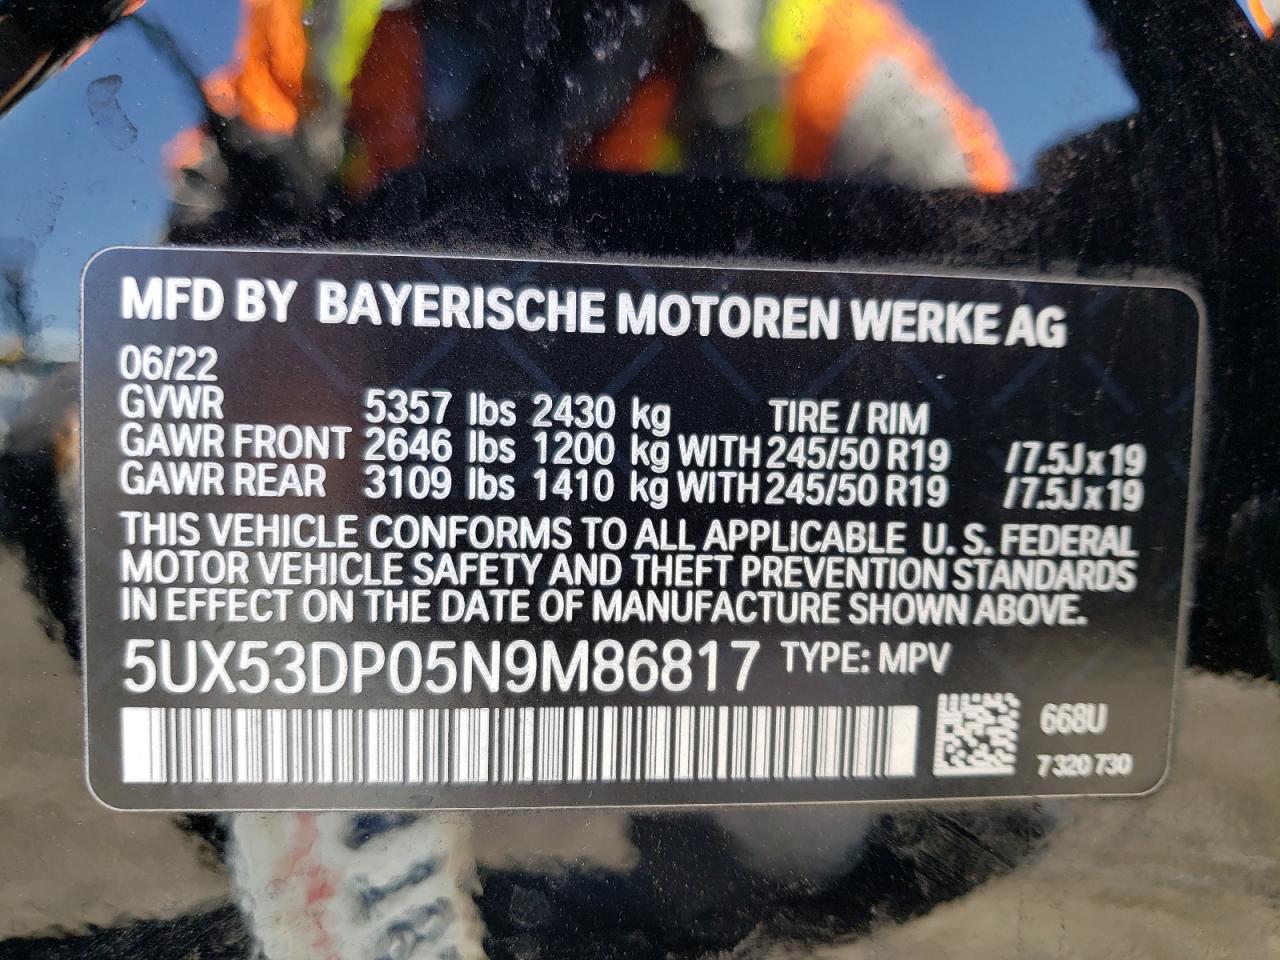 MFD BY BAYERISCHE MOTOREN WERKE AG
06/22
GVWR 5357 lbs 2430 kg TIRE / RIM
GAWR FRONT 2646 lbs 1200 kg WITH 245/50 R19 /7.5Jx19
GAWR REAR 3109 lbs 1410 kg WITH 245/50 R19 /7.5Jx19
THIS VEHICLE CONFORMS TO ALL APPLICABLE U. S. FEDERAL
MOTOR VEHICLE SAFETY AND THEFT PREVENTION STANDARDS
IN EFFECT ON THE DATE OF MANUFACTURE SHOWN ABOVE.
5UX53DP05N9M86817 TYPE: MPV
668U
7 320 730